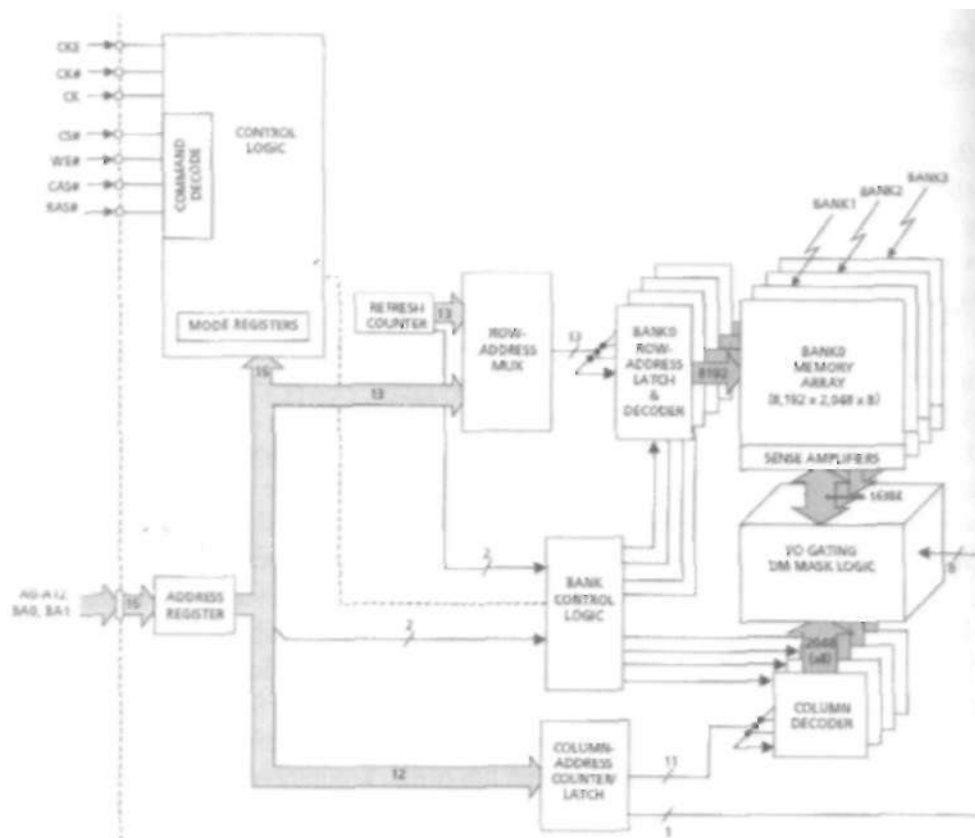 CKE
CK#
CK
CS#
WE#
CAS#
RAS#
COMMAND
DECODE
CONTROL
LOGIC
MODE REGISTERS
15
REFRESH
COUNTER
13
ROW-
ADDRESS
MUX
13
13
BANK0
ROW-
ADDRESS
LATCH
&
DECODER
8192
BANK1
BANK2
BANK3
BANK0
MEMORY
ARRAY
(8,192 x 2,048 x 8)
SENSE AMPLIFIERS
16384
I/O GATING
DM MASK LOGIC
8
2
BANK
CONTROL
LOGIC
2
A0-A12,
BA0, BA1
15
ADDRESS
REGISTER
2048
(x8)
COLUMN
DECODER
12
COLUMN-
ADDRESS
COUNTER/
LATCH
11
1